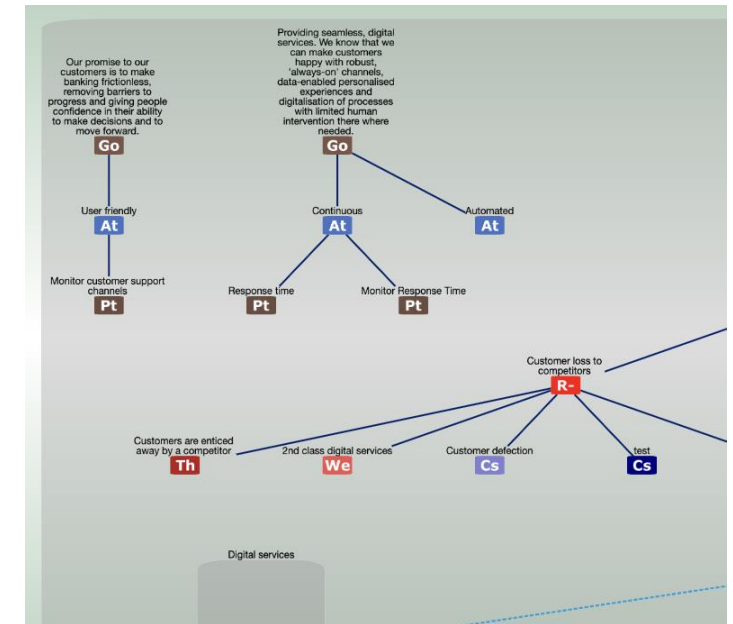 Our promise to our
customers is to make
banking frictionless,
removing barriers to
progress and giving people
confidence in their ability
to make decisions and to
move forward.
Go
Providing seamless, digital
services. We know that we
can make customers
happy with robust,
'always-on' channels,
data-enabled personalised
experiences and
digitalisation of processes
with limited human
intervention there where
needed.
Go
User friendly
At
Continuous
At
Automated
At
Monitor customer support
channels
Pt
Response time
Pt
Monitor Response Time
Pt
Customer loss to
competitors
R-
Customers are enticed
away by a competitor
Th
2nd class digital services
We
Customer defection
Cs
test
Cs
Digital services